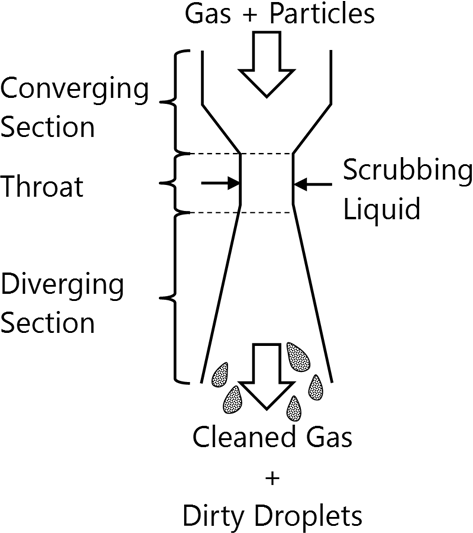 Gas + Particles
Converging
Section
Throat
Scrubbing
Liquid
Diverging
Section
Cleaned Gas
+
Dirty Droplets